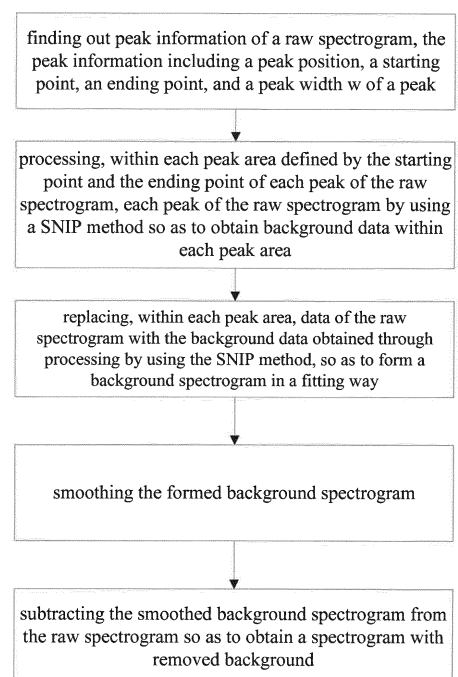 finding out peak information of a raw spectrogram, the
peak information including a peak position, a starting
point, an ending point, and a peak width w of a peak
processing, within each peak area defined by the starting
point and the ending point of each peak of the raw
spectrogram, each peak of the raw spectrogram by using
a SNIP method so as to obtain background data within
each peak area
replacing, within each peak area, data of the raw
spectrogram with the background data obtained through
processing by using the SNIP method, so as to form a
background spectrogram in a fitting way
smoothing the formed background spectrogram
subtracting the smoothed background spectrogram from
the raw spectrogram so as to obtain a spectrogram with
removed background